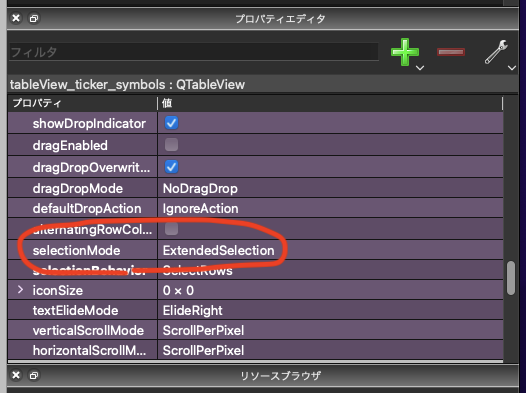 プロパティエディタ
フィルタ
tableView_ticker_symbols : QTableView
プロパティ 値
showDropIndicator
dragEnabled
dragDropOverwrit...
dragDropMode NoDragDrop
defaultDropAction IgnoreAction
alternatingRowCol...
selectionMode ExtendedSelection
selectionBehavi... SelectRows
iconSize 0 × 0
textElideMode ElideRight
verticalScrollMode ScrollPerPixel
horizontalScrollM... ScrollPerPixel
リソースブラウザ